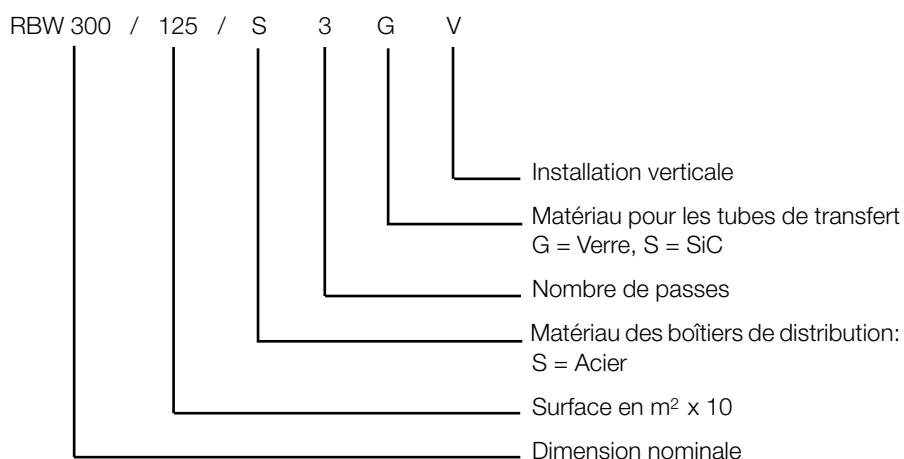 RBW 300 / 125 / S 3 G V
Installation verticale
Matériau pour les tubes de transfert
G = Verre, S = SiC
Nombre de passes
Matériau des boîtiers de distribution:
S = Acier
Surface en m² x 10
Dimension nominale